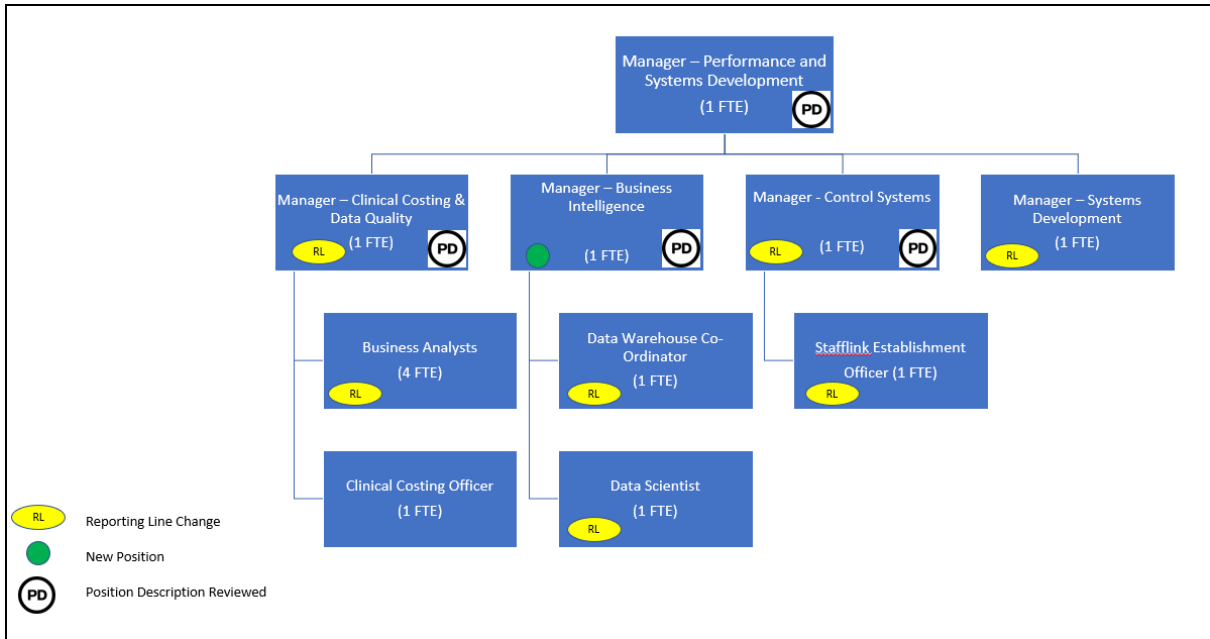 Manager – Performance and
Systems Development
(1 FTE)
PD
Manager – Clinical Costing &
Data Quality
(1 FTE)
RL
PD
Manager – Business
Intelligence
(1 FTE)
PD
Manager - Control Systems
(1 FTE)
RL
PD
Manager – Systems
Development
(1 FTE)
RL
Business Analysts
(4 FTE)
RL
Data Warehouse Co-
Ordinator
(1 FTE)
RL
Stafflink Establishment
Officer (1 FTE)
RL
Clinical Costing Officer
(1 FTE)
Data Scientist
(1 FTE)
RL
RL Reporting Line Change
New Position
PD Position Description Reviewed